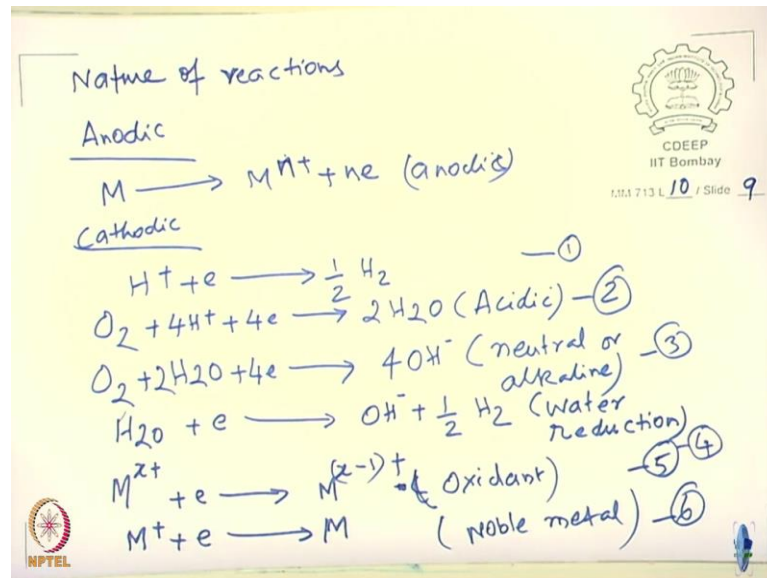 Nature of reactions
CDEEP
IIT Bombay
MM 713 L 10 / Slide 9
Anodic
M ⟶ Mⁿ⁺ + ne (anodic)
Cathodic
H⁺ + e ⟶ ½ H₂ —①
O₂ + 4H⁺ + 4e ⟶ 2H₂O (Acidic) —②
O₂ + 2H₂O + 4e ⟶ 4OH⁻ (neutral or alkaline) —③
H₂O + e ⟶ OH⁻ + ½ H₂ (water reduction) —④
Mˣ⁺ + e ⟶ M⁽ˣ⁻¹⁾⁺ (Oxidant) —⑤
M⁺ + e ⟶ M (Noble metal) —⑥
NPTEL